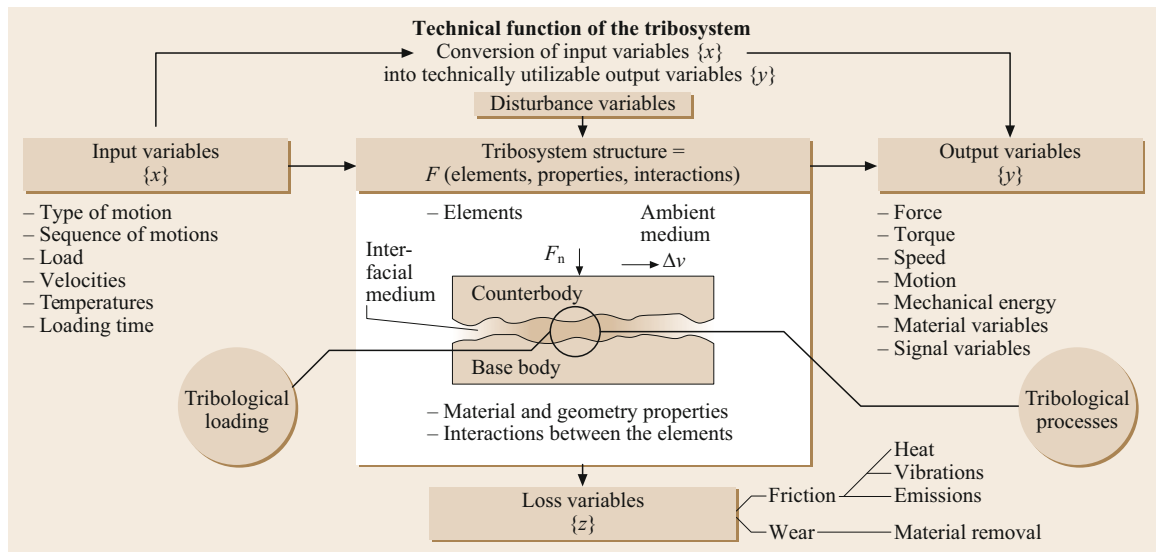 Technical function of the tribosystem
Conversion of input variables {x}
into technically utilizable output variables {y}
Disturbance variables
Input variables
{x}
– Type of motion
– Sequence of motions
– Load
– Velocities
– Temperatures
– Loading time
Tribological
loading
Tribosystem structure =
F (elements, properties, interactions)
– Elements
Ambient
medium
Inter-
facial
medium
Fn
Δv
Counterbody
Base body
– Material and geometry properties
– Interactions between the elements
Output variables
{y}
– Force
– Torque
– Speed
– Motion
– Mechanical energy
– Material variables
– Signal variables
Tribological
processes
Loss variables
{z}
Friction
Heat
Vibrations
Emissions
Wear
Material removal